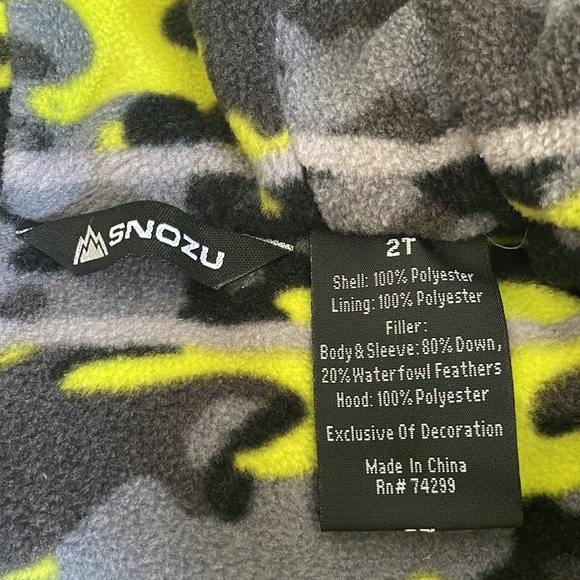 SNOZU
2T
Shell: 100% Polyester
Lining: 100% Polyester
Filler:
Body & Sleeve: 80% Down,
20% Waterfowl Feathers
Hood: 100% Polyester
Exclusive Of Decoration
Made In China
Rn# 74299